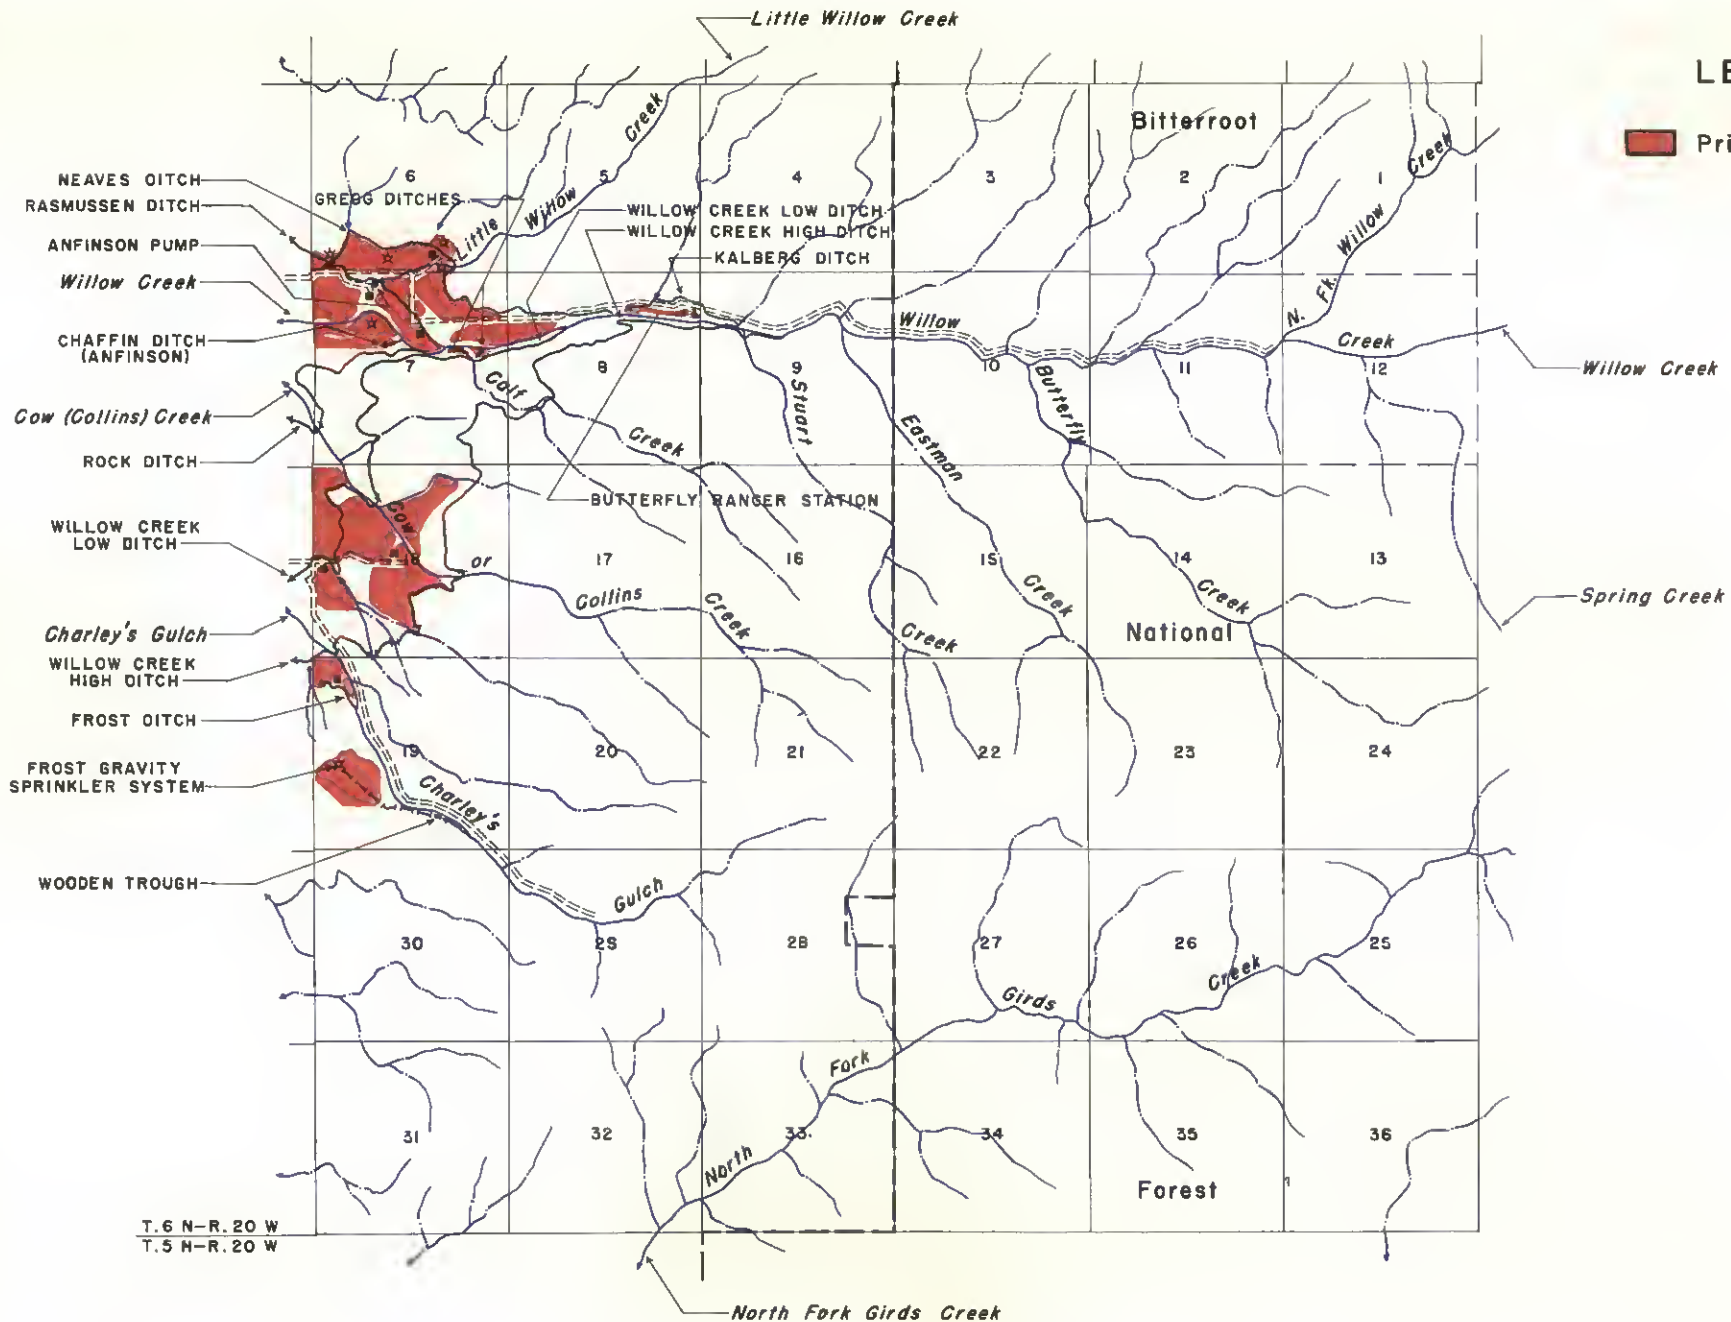 Little Willow Creek
LE
Pri
Bitterroot
Creek
Creek
6
5
4
3
2
1
NEAVES OITCH
GREGG DITCHES
RASMUSSEN DITCH
Little Willow
WILLOW CREEK LOW DITCH
WILLOW CREEK HIGH DITCH
KALBERG DITCH
ANFINSON PUMP
Willow Creek
N. Fk. Willow
Willow
Creek
CHAFFIN DITCH
(ANFINSON)
7
8
9
10
11
12
Willow Creek
Calf
Creek
Stuart
Eastman
Butterfly
Cow (Collins) Creek
ROCK DITCH
BUTTERFLY RANGER STATION
WILLOW CREEK
LOW DITCH
Cow
or
Collins
Creek
18
17
16
15
14
13
Creek
Creek
Creek
Spring Creek
Charley's Gulch
National
WILLOW CREEK
HIGH DITCH
FROST OITCH
19
20
21
22
23
24
FROST GRAVITY
SPRINKLER SYSTEM
Charley's
Gulch
WOODEN TROUGH
30
29
28
27
26
25
Girds
Creek
Fork
North
31
32
33
34
35
36
Forest
T.6 N-R.20 W
T.5 N-R.20 W
North Fork Girds Creek